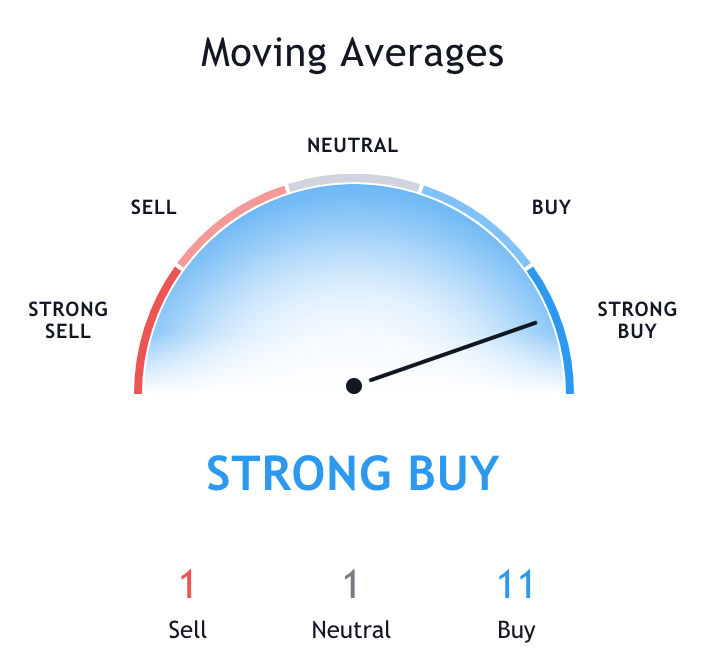 Moving Averages
NEUTRAL
SELL
BUY
STRONG
SELL
STRONG
BUY
STRONG BUY
1
1
11
Sell
Neutral
Buy